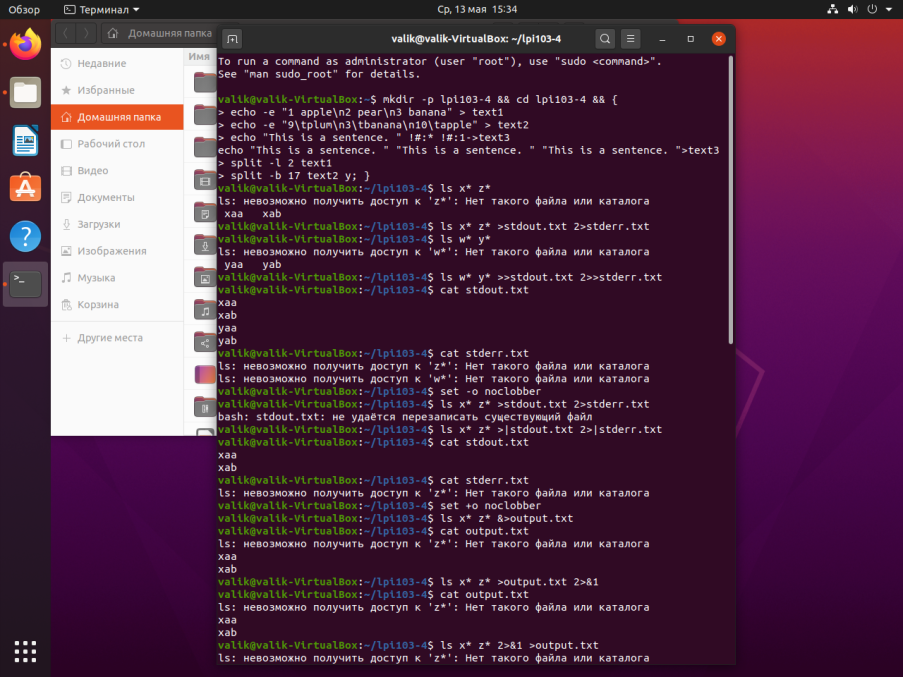 Обзор
Терминал
Ср, 13 мая 15:34
Домашняя папка
Имя
Недавние
Избранные
Домашняя папка
Рабочий стол
Видео
Документы
Загрузки
Изображения
Музыка
Корзина
+ Другие места
valik@valik-VirtualBox: ~/lpi103-4
To run a command as administrator (user "root"), use "sudo <command>".
See "man sudo_root" for details.
valik@valik-VirtualBox:~$ mkdir -p lpi103-4 && cd lpi103-4 && {
> echo -e "1 apple\n2 pear\n3 banana" > text1
> echo -e "9\tplum\n3\tbanana\n10\tapple" > text2
> echo "This is a sentence. " !#:* !#:1->text3
echo "This is a sentence. " "This is a sentence. " "This is a sentence. ">text3
> split -l 2 text1
> split -b 17 text2 y; }
valik@valik-VirtualBox:~/lpi103-4$ ls x* z*
ls: невозможно получить доступ к 'z*': Нет такого файла или каталога
xaa xab
valik@valik-VirtualBox:~/lpi103-4$ ls x* z* >stdout.txt 2>stderr.txt
valik@valik-VirtualBox:~/lpi103-4$ ls w* y*
ls: невозможно получить доступ к 'w*': Нет такого файла или каталога
yaa yab
valik@valik-VirtualBox:~/lpi103-4$ ls w* y* >>stdout.txt 2>>stderr.txt
valik@valik-VirtualBox:~/lpi103-4$ cat stdout.txt
xaa
xab
yaa
yab
valik@valik-VirtualBox:~/lpi103-4$ cat stderr.txt
ls: невозможно получить доступ к 'z*': Нет такого файла или каталога
ls: невозможно получить доступ к 'w*': Нет такого файла или каталога
valik@valik-VirtualBox:~/lpi103-4$ set -o noclobber
valik@valik-VirtualBox:~/lpi103-4$ ls x* z* >stdout.txt 2>stderr.txt
bash: stdout.txt: не удаётся перезаписать существующий файл
valik@valik-VirtualBox:~/lpi103-4$ ls x* z* >|stdout.txt 2>|stderr.txt
valik@valik-VirtualBox:~/lpi103-4$ cat stdout.txt
xaa
xab
valik@valik-VirtualBox:~/lpi103-4$ cat stderr.txt
ls: невозможно получить доступ к 'z*': Нет такого файла или каталога
valik@valik-VirtualBox:~/lpi103-4$ set +o noclobber
valik@valik-VirtualBox:~/lpi103-4$ ls x* z* &>output.txt
valik@valik-VirtualBox:~/lpi103-4$ cat output.txt
ls: невозможно получить доступ к 'z*': Нет такого файла или каталога
xaa
xab
valik@valik-VirtualBox:~/lpi103-4$ ls x* z* >output.txt 2>&1
valik@valik-VirtualBox:~/lpi103-4$ cat output.txt
ls: невозможно получить доступ к 'z*': Нет такого файла или каталога
xaa
xab
valik@valik-VirtualBox:~/lpi103-4$ ls x* z* 2>&1 >output.txt
ls: невозможно получить доступ к 'z*': Нет такого файла или каталога